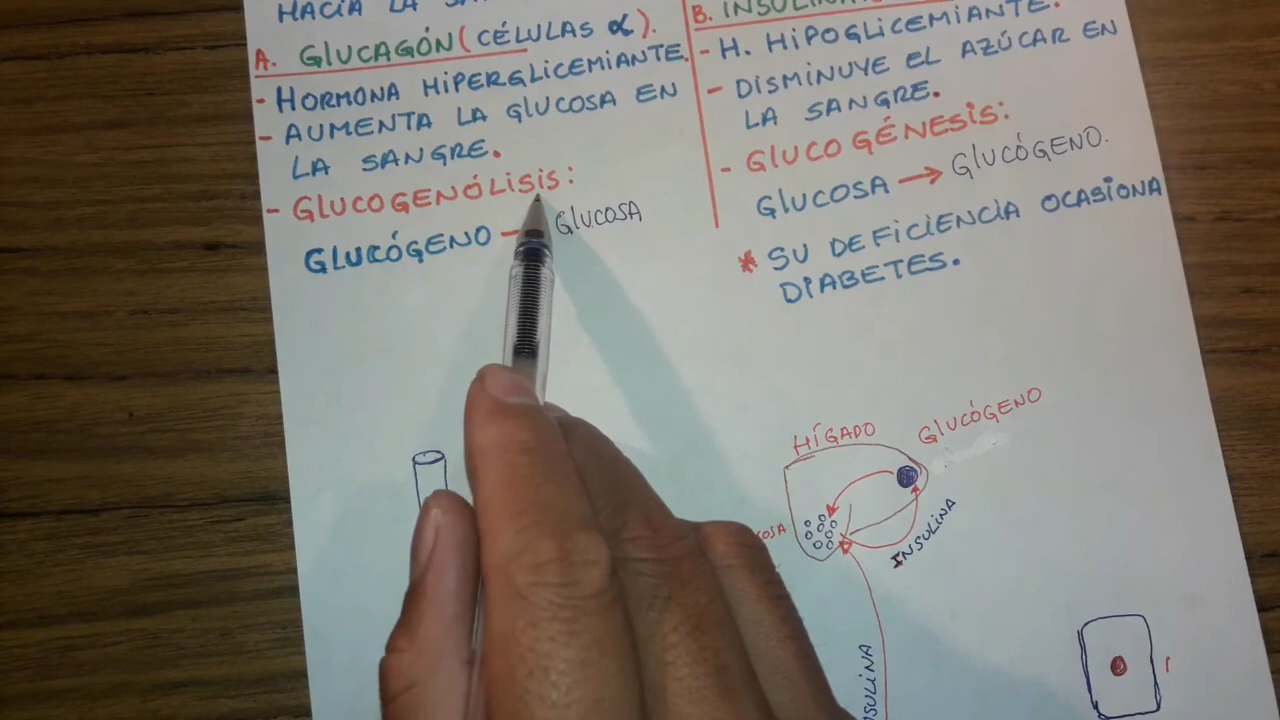 HACIA LA
A. GLUCAGÓN (CÉLULAS α).
- HORMONA HIPERGLICEMIANTE.
- AUMENTA LA GLUCOSA EN
LA SANGRE.
- GLUCOGENÓLISIS:
GLUCÓGENO → GLUCOSA
B. INSULINA
- H. HIPOGLICEMIANTE.
- DISMINUYE EL AZÚCAR EN
LA SANGRE.
- GLUCOGÉNESIS:
GLUCOSA → GLUCÓGENO.
* SU DEFICIENCIA OCASIONA
DIABETES.
HÍGADO
GLUCÓGENO
INSULINA